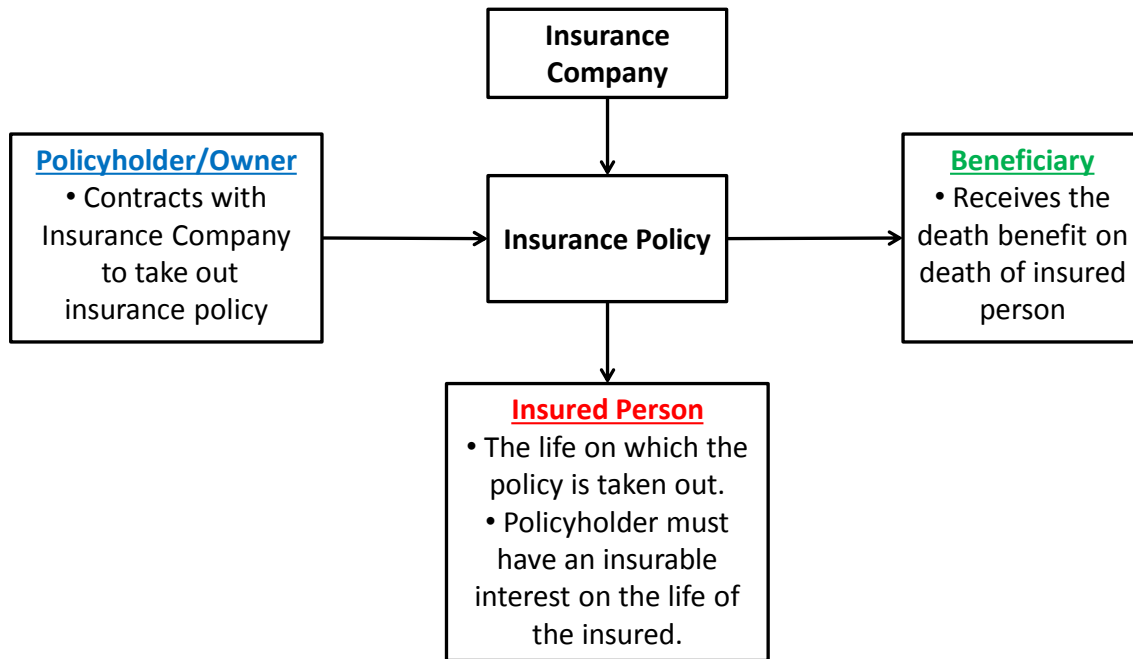 Insurance
Company
Policyholder/Owner
• Contracts with
Insurance Company
to take out
insurance policy
Insurance Policy
Beneficiary
• Receives the
death benefit on
death of insured
person
Insured Person
• The life on which the
policy is taken out.
• Policyholder must
have an insurable
interest on the life of
the insured.